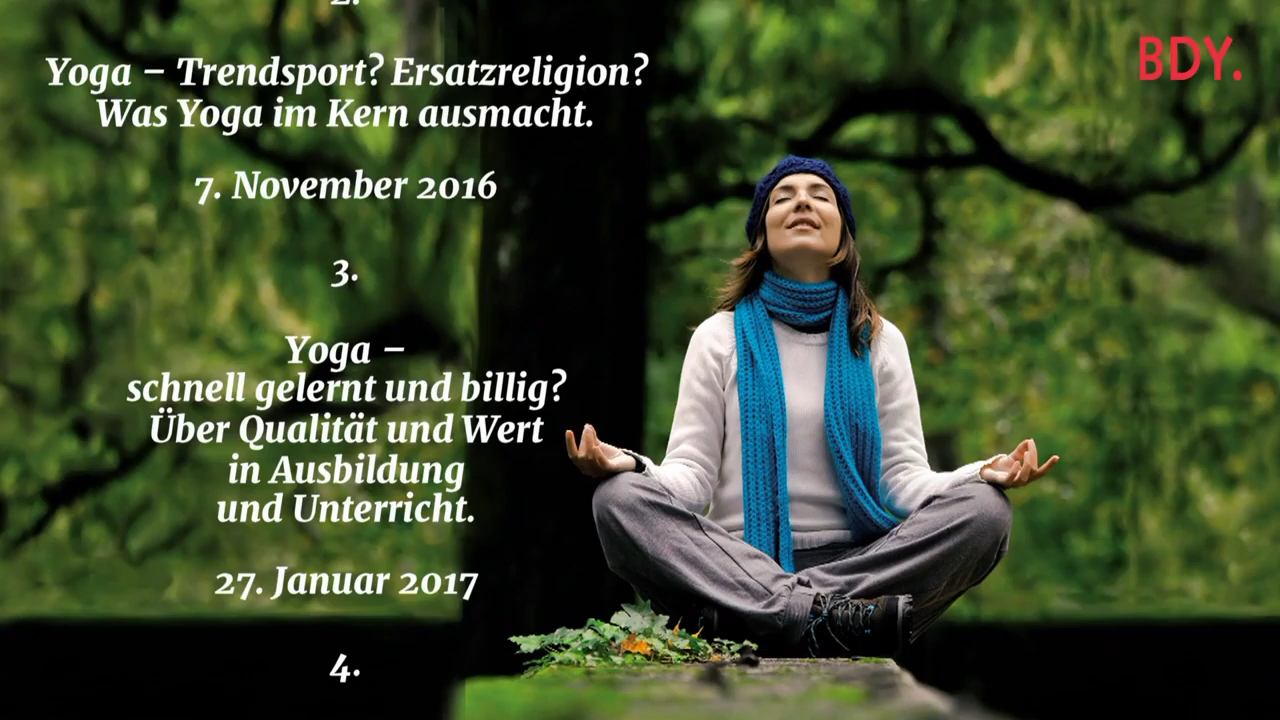 2.
Yoga – Trendsport? Ersatzreligion?
Was Yoga im Kern ausmacht.
7. November 2016
3.
Yoga –
schnell gelernt und billig?
Über Qualität und Wert
in Ausbildung
und Unterricht.
27. Januar 2017
4.
BDY.